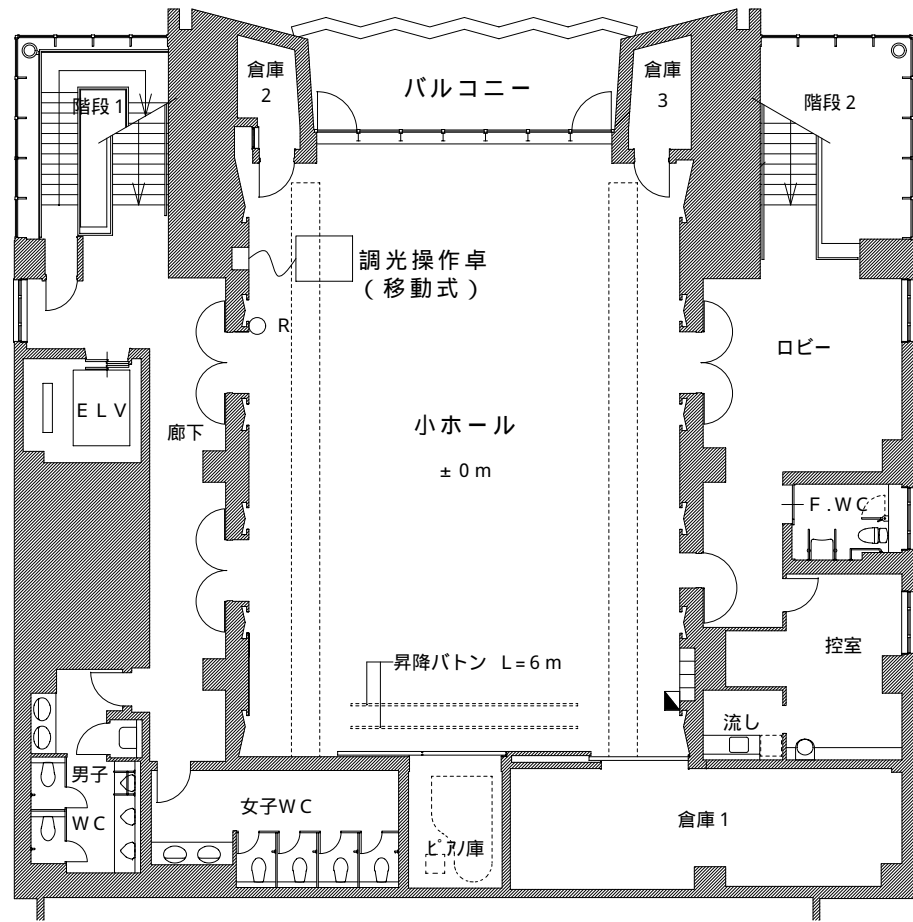 倉庫
2
バルコニー
倉庫
3
階段1
階段2
調光操作卓
(移動式)
R
ロビー
ELV
廊下
小ホール
±0m
F.WC
昇降バトン L=6m
控室
流し
男子
WC
女子WC
ピアノ庫
倉庫1